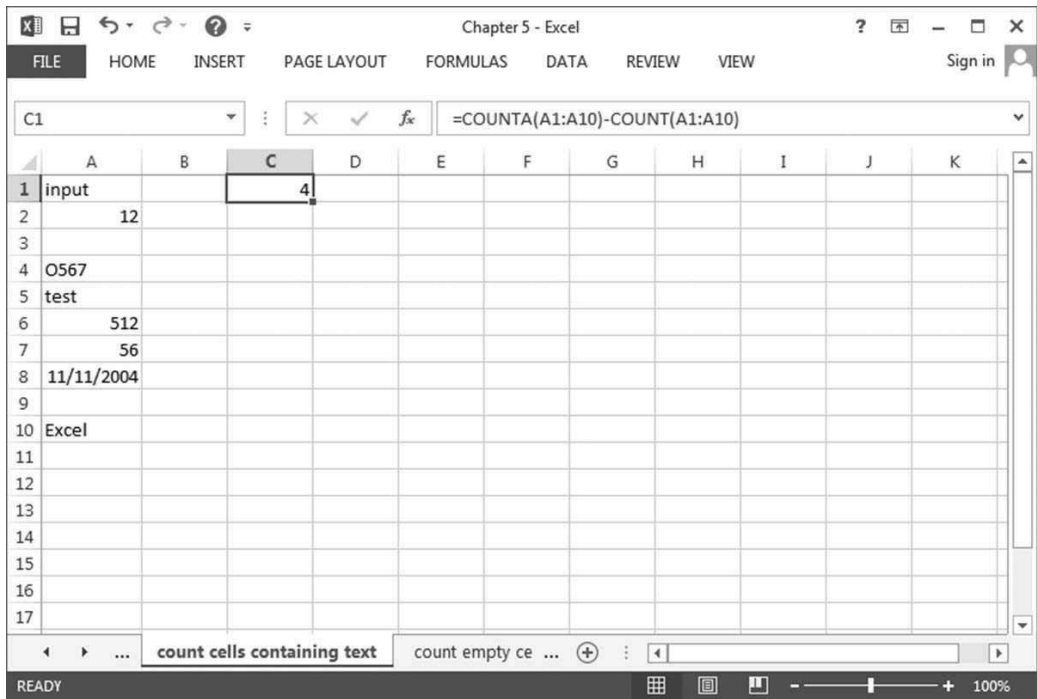 Chapter 5 - Excel
FILE HOME INSERT PAGE LAYOUT FORMULAS DATA REVIEW VIEW Sign in
C1 fx =COUNTA(A1:A10)-COUNT(A1:A10)
A B C D E F G H I J K
1 input 4
2 12
3
4 O567
5 test
6 512
7 56
8 11/11/2004
9
10 Excel
11
12
13
14
15
16
17
... count cells containing text count empty ce ...
READY 100%